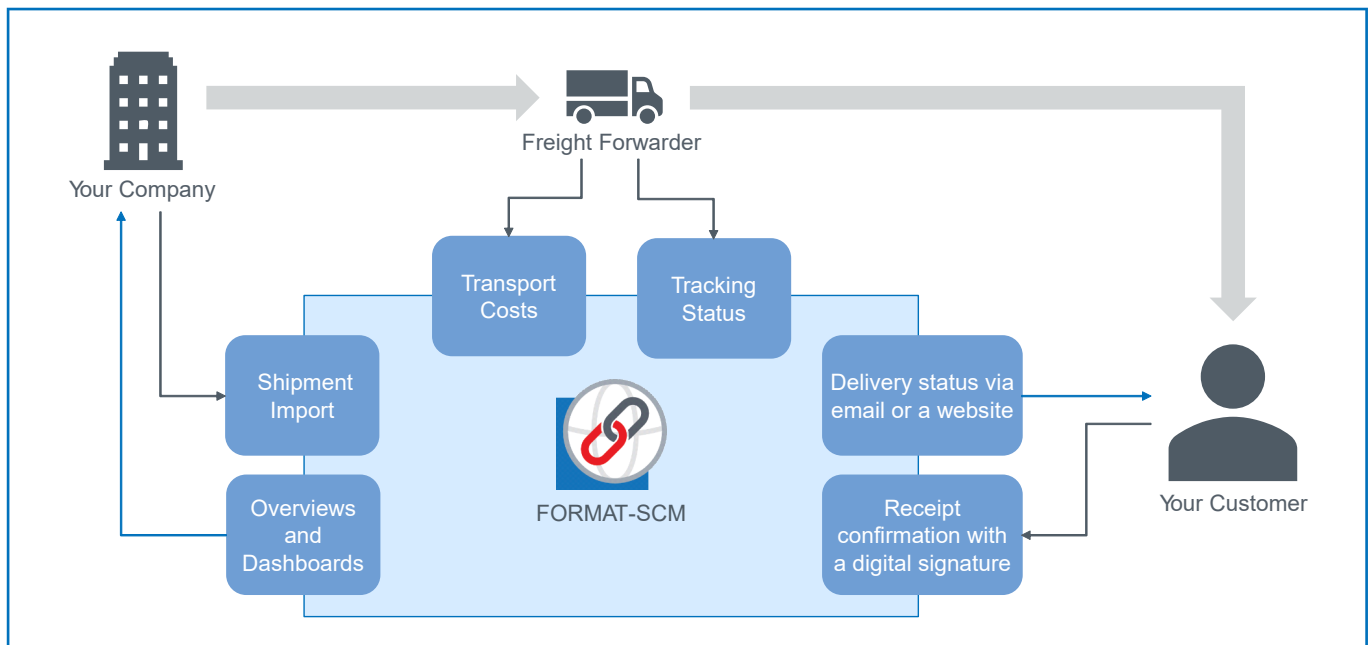 Freight Forwarder
Your Company
Transport
Costs
Tracking
Status
Shipment
Import
Delivery status via
email or a website
FORMAT-SCM
Overviews
and
Dashboards
Receipt
confirmation with
a digital signature
Your Customer